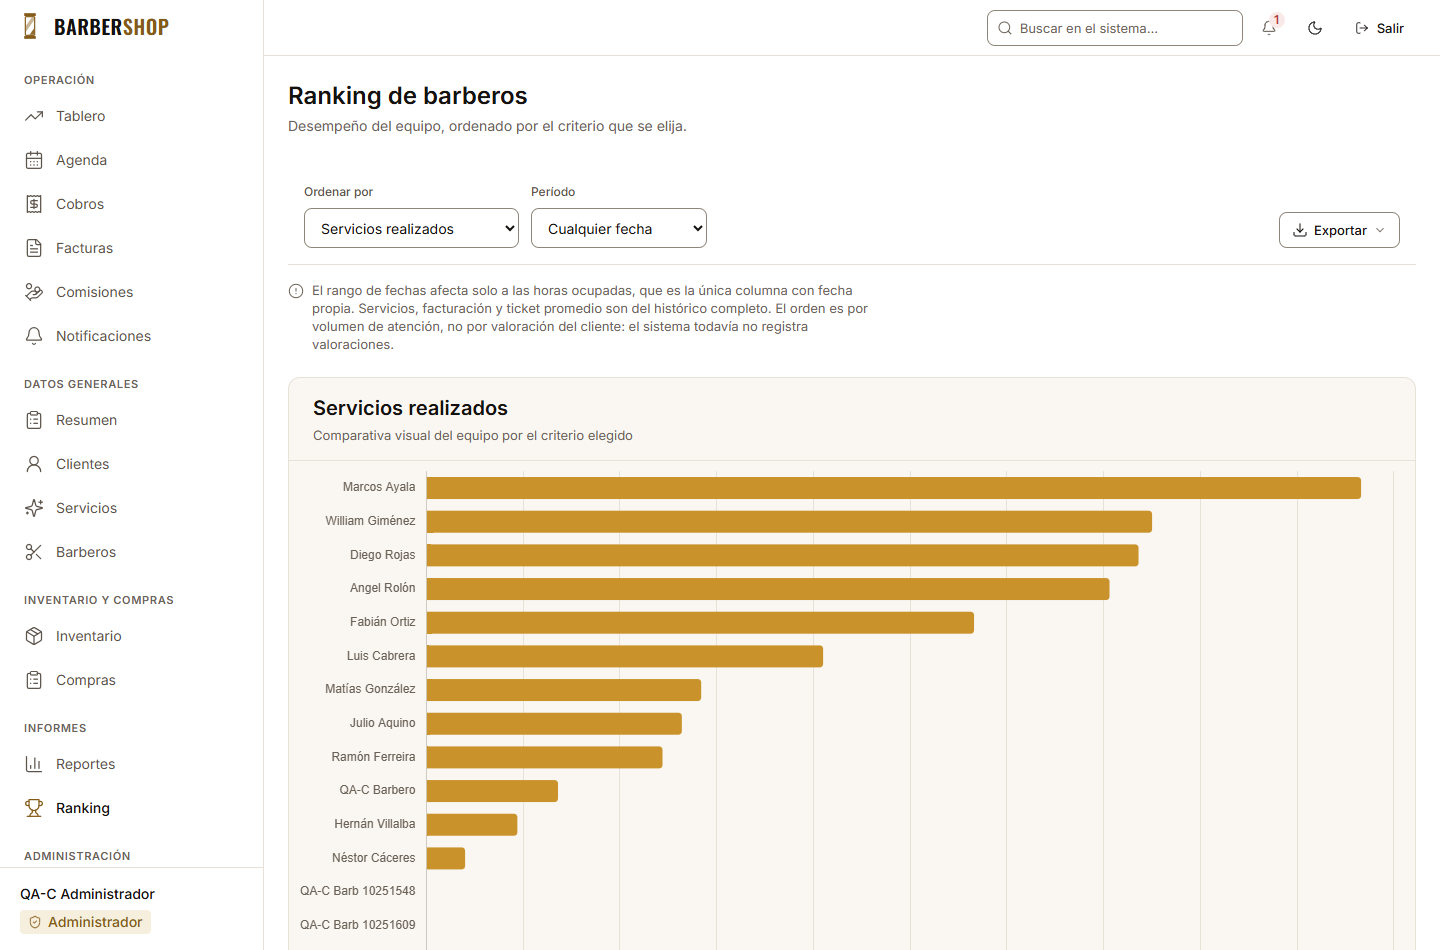 BARBERSHOP
OPERACIÓN
Tablero
Agenda
Cobros
Facturas
Comisiones
Notificaciones
DATOS GENERALES
Resumen
Clientes
Servicios
Barberos
INVENTARIO Y COMPRAS
Inventario
Compras
INFORMES
Reportes
Ranking
ADMINISTRACIÓN
QA-C Administrador
Administrador
Buscar en el sistema...
1
Salir
Ranking de barberos
Desempeño del equipo, ordenado por el criterio que se elija.
Ordenar por
Período
Servicios realizados
Cualquier fecha
Exportar
El rango de fechas afecta solo a las horas ocupadas, que es la única columna con fecha
propia. Servicios, facturación y ticket promedio son del histórico completo. El orden es por
volumen de atención, no por valoración del cliente: el sistema todavía no registra
valoraciones.
Servicios realizados
Comparativa visual del equipo por el criterio elegido
Marcos Ayala
William Giménez
Diego Rojas
Angel Rolón
Fabián Ortiz
Luis Cabrera
Matías González
Julio Aquino
Ramón Ferreira
QA-C Barbero
Hernán Villalba
Néstor Cáceres
QA-C Barb 10251548
QA-C Barb 10251609